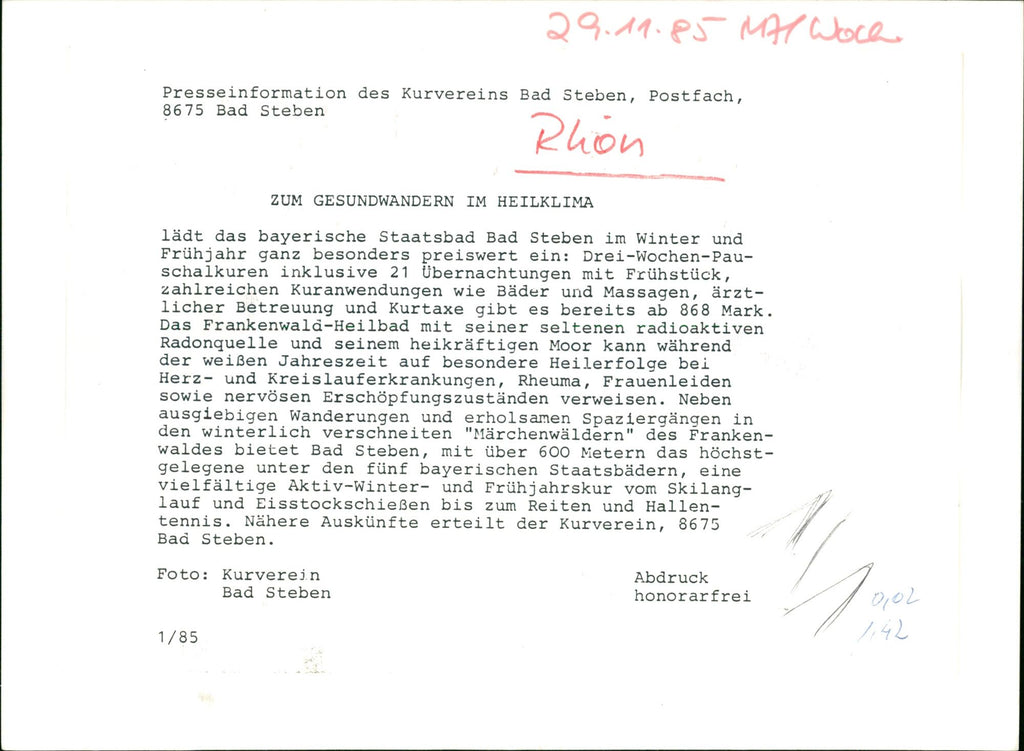 29.11.85 MA/Woch.
Presseinformation des Kurvereins Bad Steben, Postfach,
8675 Bad Steben
Rhön
ZUM GESUNDWANDERN IM HEILKLIMA
lädt das bayerische Staatsbad Bad Steben im Winter und
Frühjahr ganz besonders preiswert ein: Drei-Wochen-Pau-
schalkuren inklusive 21 Übernachtungen mit Frühstück,
zahlreichen Kuranwendungen wie Bäder und Massagen, ärzt-
licher Betreuung und Kurtaxe gibt es bereits ab 868 Mark.
Das Frankenwald-Heilbad mit seiner seltenen radioaktiven
Radonquelle und seinem heikräftigen Moor kann während
der weißen Jahreszeit auf besondere Heilerfolge bei
Herz- und Kreislauferkrankungen, Rheuma, Frauenleiden
sowie nervösen Erschöpfungszuständen verweisen. Neben
ausgiebigen Wanderungen und erholsamen Spaziergängen in
den winterlich verschneiten "Märchenwäldern" des Franken-
waldes bietet Bad Steben, mit über 600 Metern das höchst-
gelegene unter den fünf bayerischen Staatsbädern, eine
vielfältige Aktiv-Winter- und Frühjahrskur vom Skilang-
lauf und Eisstockschießen bis zum Reiten und Hallen-
tennis. Nähere Auskünfte erteilt der Kurverein, 8675
Bad Steben.
Foto: Kurverein
Bad Steben
Abdruck
honorarfrei
0,02
1,42
1/85